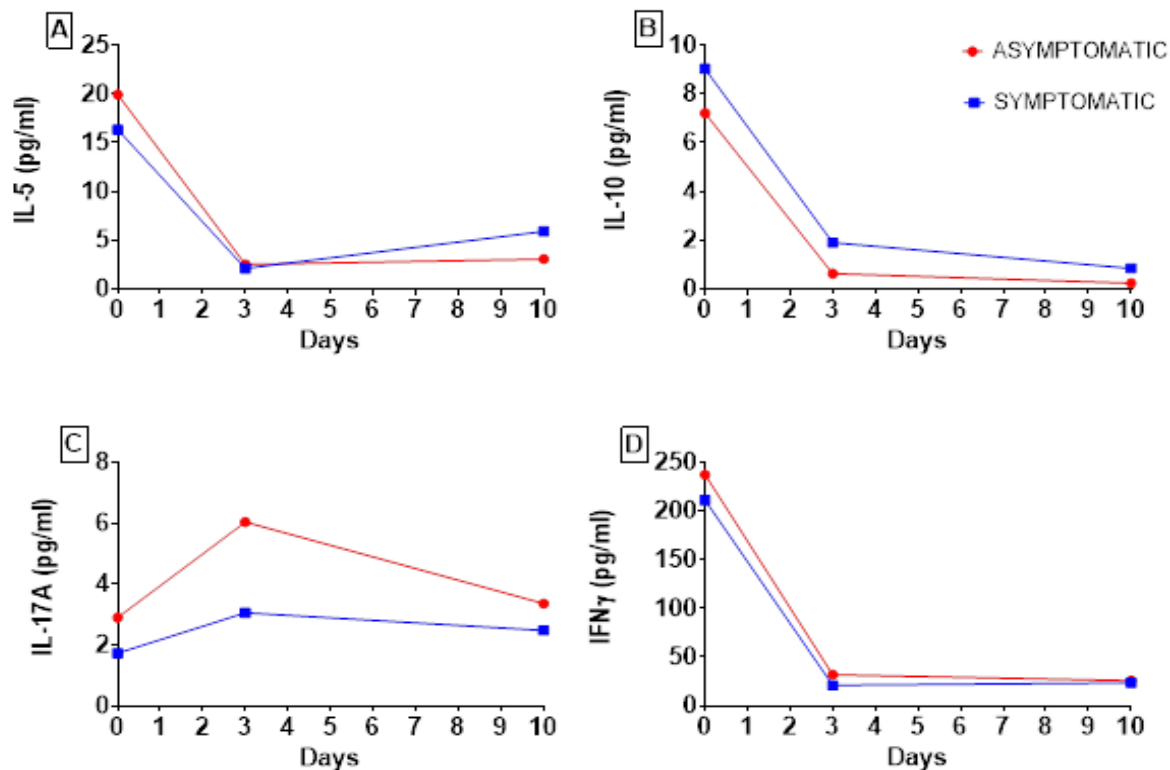 A
IL-5 (pg/ml)
25
20
15
10
5
0
0 1 2 3 4 5 6 7 8 9 10
Days
B
IL-10 (pg/ml)
10
8
6
4
2
0
0 1 2 3 4 5 6 7 8 9 10
Days
ASYMPTOMATIC
SYMPTOMATIC
C
IL-17A (pg/ml)
8
6
4
2
0
0 1 2 3 4 5 6 7 8 9 10
Days
D
IFNγ (pg/ml)
250
200
150
100
50
0
0 1 2 3 4 5 6 7 8 9 10
Days